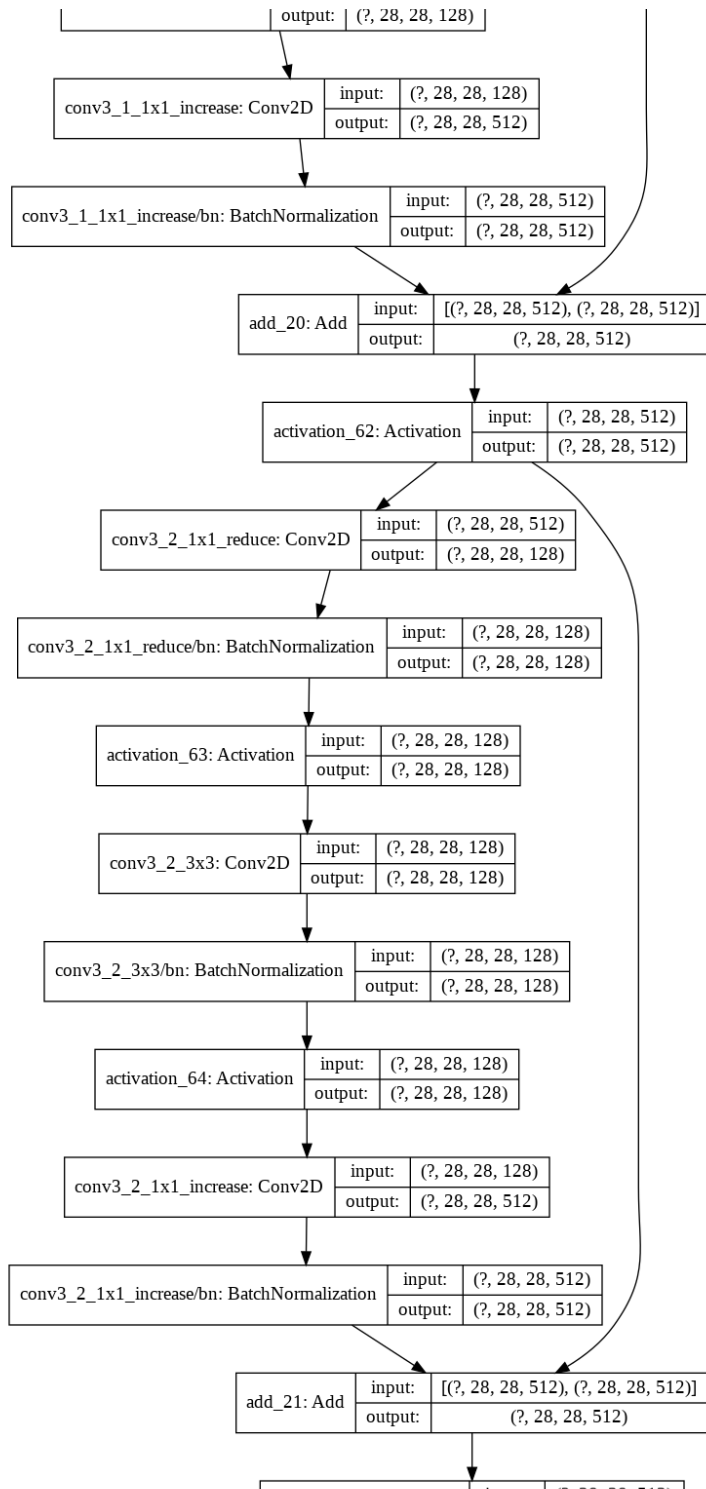 output: (?, 28, 28, 128)
conv3_1_1x1_increase: Conv2D input: (?, 28, 28, 128)
output: (?, 28, 28, 512)
conv3_1_1x1_increase/bn: BatchNormalization input: (?, 28, 28, 512)
output: (?, 28, 28, 512)
add_20: Add input: [(?, 28, 28, 512), (?, 28, 28, 512)]
output: (?, 28, 28, 512)
activation_62: Activation input: (?, 28, 28, 512)
output: (?, 28, 28, 512)
conv3_2_1x1_reduce: Conv2D input: (?, 28, 28, 512)
output: (?, 28, 28, 128)
conv3_2_1x1_reduce/bn: BatchNormalization input: (?, 28, 28, 128)
output: (?, 28, 28, 128)
activation_63: Activation input: (?, 28, 28, 128)
output: (?, 28, 28, 128)
conv3_2_3x3: Conv2D input: (?, 28, 28, 128)
output: (?, 28, 28, 128)
conv3_2_3x3/bn: BatchNormalization input: (?, 28, 28, 128)
output: (?, 28, 28, 128)
activation_64: Activation input: (?, 28, 28, 128)
output: (?, 28, 28, 128)
conv3_2_1x1_increase: Conv2D input: (?, 28, 28, 128)
output: (?, 28, 28, 512)
conv3_2_1x1_increase/bn: BatchNormalization input: (?, 28, 28, 512)
output: (?, 28, 28, 512)
add_21: Add input: [(?, 28, 28, 512), (?, 28, 28, 512)]
output: (?, 28, 28, 512)